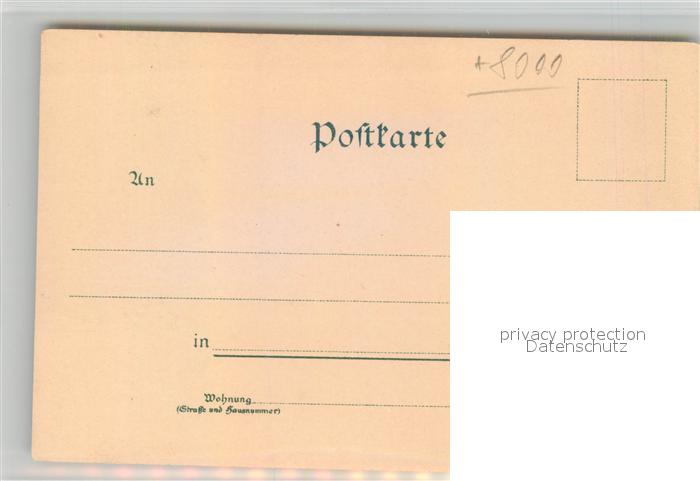 *8000
Poſtkarte
An
privacy protection
Datenschutz
in
Wohnung
(Straße und Hausnummer)